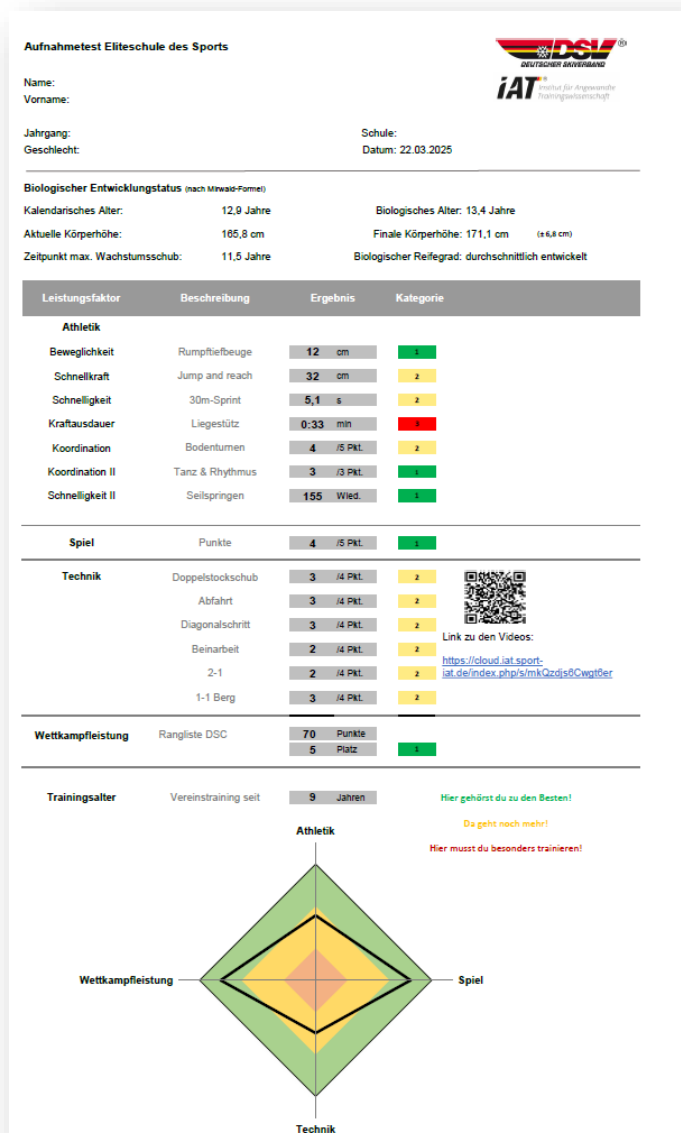 Aufnahmetest Eliteschule des Sports
DSV ®
DEUTSCHER SKIVERBAND
Name:
Vorname:
iAT Institut für Angewandte
Trainingswissenschaft
Jahrgang: Schule:
Geschlecht: Datum: 22.03.2025
Biologischer Entwicklungstatus (nach Mirwald-Formel)
Kalendarisches Alter: 12,9 Jahre Biologisches Alter: 13,4 Jahre
Aktuelle Körperhöhe: 165,8 cm Finale Körperhöhe: 171,1 cm (± 6,8 cm)
Zeitpunkt max. Wachstumsschub: 11,5 Jahre Biologischer Reifegrad: durchschnittlich entwickelt
Leistungsfaktor Beschreibung Ergebnis Kategorie
Athletik
Beweglichkeit Rumpftiefbeuge 12 cm 1
Schnellkraft Jump and reach 32 cm 2
Schnelligkeit 30m-Sprint 5,1 s 2
Kraftausdauer Liegestütz 0:33 min 3
Koordination Bodenturnen 4 /5 Pkt. 2
Koordination II Tanz & Rhythmus 3 /3 Pkt. 1
Schnelligkeit II Seilspringen 155 Wied. 1
Spiel Punkte 4 /5 Pkt. 1
Technik Doppelstockschub 3 /4 Pkt. 2
Abfahrt 3 /4 Pkt. 2
Diagonalschritt 3 /4 Pkt. 2
Beinarbeit 2 /4 Pkt. 2
2-1 2 /4 Pkt. 2
1-1 Berg 3 /4 Pkt. 2
Link zu den Videos:
https://cloud.iat.sport-
iat.de/index.php/s/mkQzdjs6Cwgt6er
Wettkampfleistung Rangliste DSC 70 Punkte
5 Platz 1
Trainingsalter Vereinstraining seit 9 Jahren
Hier gehörst du zu den Besten!
Da geht noch mehr!
Hier musst du besonders trainieren!
Athletik
Wettkampfleistung
Spiel
Technik